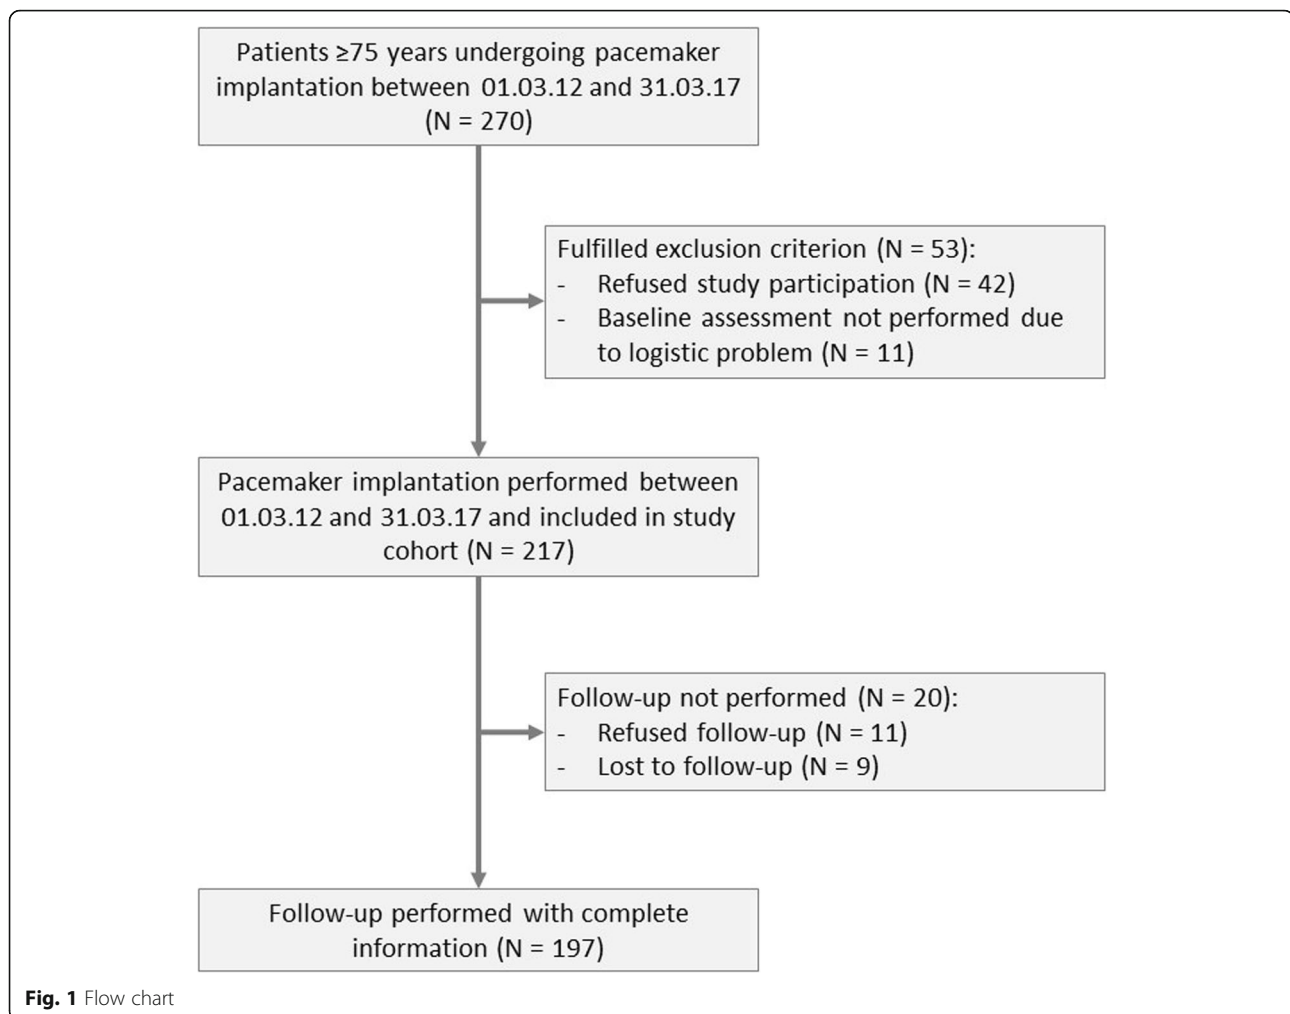 Patients ≥75 years undergoing pacemaker
implantation between 01.03.12 and 31.03.17
(N = 270)
Fulfilled exclusion criterion (N = 53):
- Refused study participation (N = 42)
- Baseline assessment not performed due
to logistic problem (N = 11)
Pacemaker implantation performed between
01.03.12 and 31.03.17 and included in study
cohort (N = 217)
Follow-up not performed (N = 20):
- Refused follow-up (N = 11)
- Lost to follow-up (N = 9)
Follow-up performed with complete
information (N = 197)
Fig. 1 Flow chart